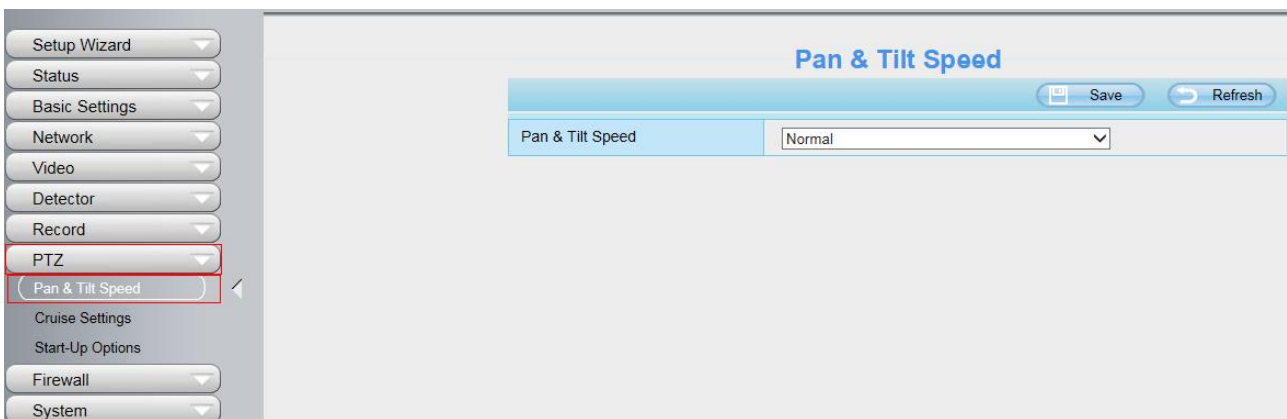 Setup Wizard
Status
Basic Settings
Network
Video
Detector
Record
PTZ
Pan & Tilt Speed
Cruise Settings
Start-Up Options
Firewall
System
Pan & Tilt Speed
Save Refresh
Pan & Tilt Speed Normal